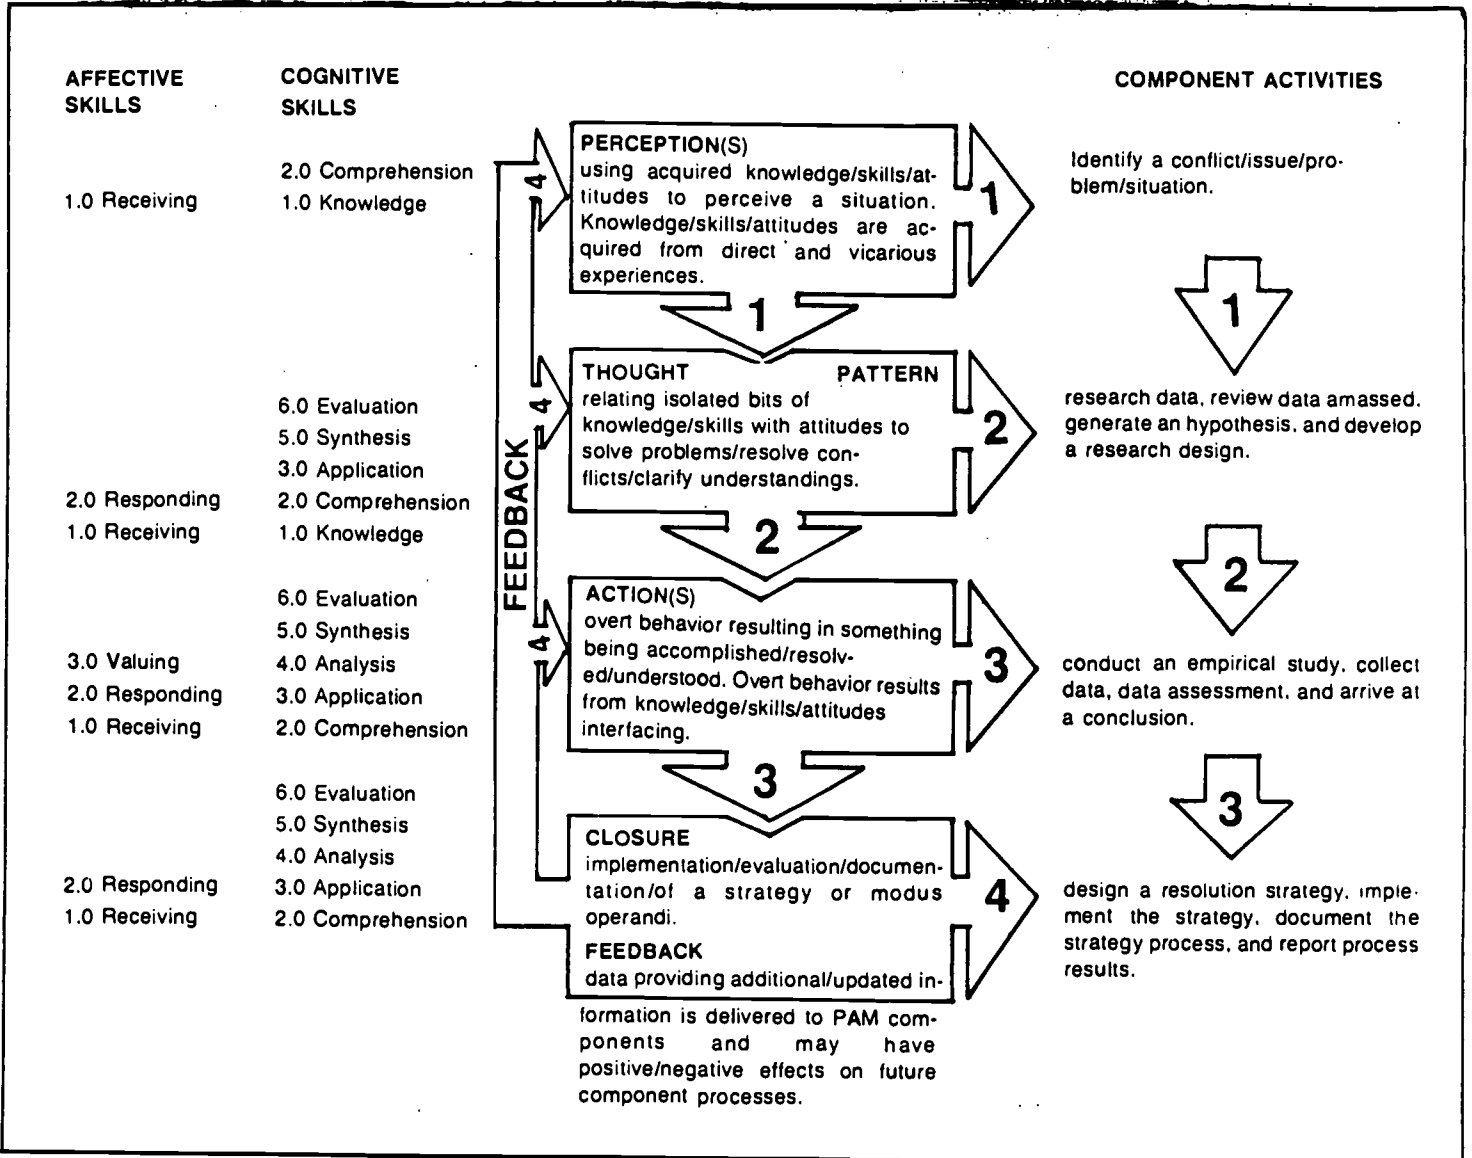 AFFECTIVE
SKILLS
COGNITIVE
SKILLS
COMPONENT ACTIVITIES
2.0 Comprehension
1.0 Receiving
1.0 Knowledge
4
PERCEPTION(S)
using acquired knowledge/skills/at-
titudes to perceive a situation.
Knowledge/skills/attitudes are ac-
quired from direct and vicarious
experiences.
1
Identify a conflict/issue/pro-
blem/situation.
1
1
6.0 Evaluation
5.0 Synthesis
3.0 Application
2.0 Responding
2.0 Comprehension
1.0 Receiving
1.0 Knowledge
FEEDBACK
4
THOUGHT PATTERN
relating isolated bits of
knowledge/skills with attitudes to
solve problems/resolve con-
flicts/clarify understandings.
2
research data, review data amassed,
generate an hypothesis, and develop
a research design.
2
2
6.0 Evaluation
5.0 Synthesis
3.0 Valuing
4.0 Analysis
2.0 Responding
3.0 Application
1.0 Receiving
2.0 Comprehension
4
ACTION(S)
overt behavior resulting in something
being accomplished/resolv-
ed/understood. Overt behavior results
from knowledge/skills/attitudes
interfacing.
3
conduct an empirical study, collect
data, data assessment, and arrive at
a conclusion.
3
3
6.0 Evaluation
5.0 Synthesis
4.0 Analysis
2.0 Responding
3.0 Application
1.0 Receiving
2.0 Comprehension
CLOSURE
implementation/evaluation/documen-
tation/of a strategy or modus
operandi.
FEEDBACK
data providing additional/updated in-
formation is delivered to PAM com-
ponents and may have
positive/negative effects on future
component processes.
4
design a resolution strategy, imple-
ment the strategy, document the
strategy process, and report process
results.